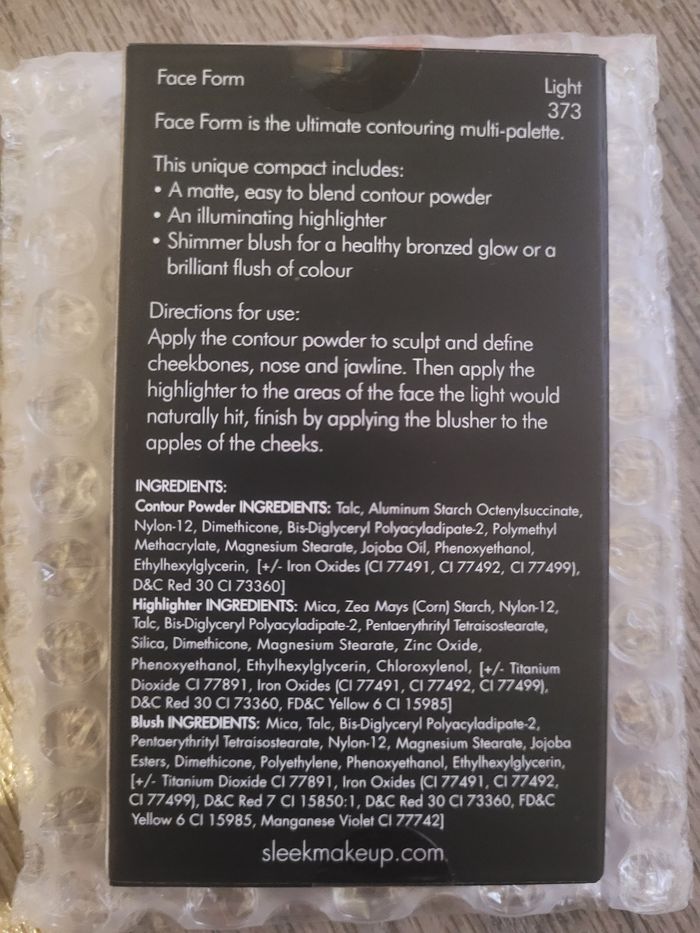 Face Form
Light
373
Face Form is the ultimate contouring multi-palette.
This unique compact includes:
• A matte, easy to blend contour powder
• An illuminating highlighter
• Shimmer blush for a healthy bronzed glow or a
brilliant flush of colour
Directions for use:
Apply the contour powder to sculpt and define
cheekbones, nose and jawline. Then apply the
highlighter to the areas of the face the light would
naturally hit, finish by applying the blusher to the
apples of the cheeks.
INGREDIENTS:
Contour Powder INGREDIENTS: Talc, Aluminum Starch Octenylsuccinate,
Nylon-12, Dimethicone, Bis-Diglyceryl Polyacyladipate-2, Polymethyl
Methacrylate, Magnesium Stearate, Jojoba Oil, Phenoxyethanol,
Ethylhexylglycerin, [+/- Iron Oxides (CI 77491, CI 77492, CI 77499),
D&C Red 30 CI 73360]
Highlighter INGREDIENTS: Mica, Zea Mays (Corn) Starch, Nylon-12,
Talc, Bis-Diglyceryl Polyacyladipate-2, Pentaerythrityl Tetraisostearate,
Silica, Dimethicone, Magnesium Stearate, Zinc Oxide,
Phenoxyethanol, Ethylhexylglycerin, Chloroxylenol, [+/- Titanium
Dioxide CI 77891, Iron Oxides (CI 77491, CI 77492, CI 77499),
D&C Red 30 CI 73360, FD&C Yellow 6 CI 15985]
Blush INGREDIENTS: Mica, Talc, Bis-Diglyceryl Polyacyladipate-2,
Pentaerythrityl Tetraisostearate, Nylon-12, Magnesium Stearate, Jojoba
Esters, Dimethicone, Polyethylene, Phenoxyethanol, Ethylhexylglycerin,
[+/- Titanium Dioxide CI 77891, Iron Oxides (CI 77491, CI 77492,
CI 77499), D&C Red 7 CI 15850:1, D&C Red 30 CI 73360, FD&C
Yellow 6 CI 15985, Manganese Violet CI 77742]
sleekmakeup.com